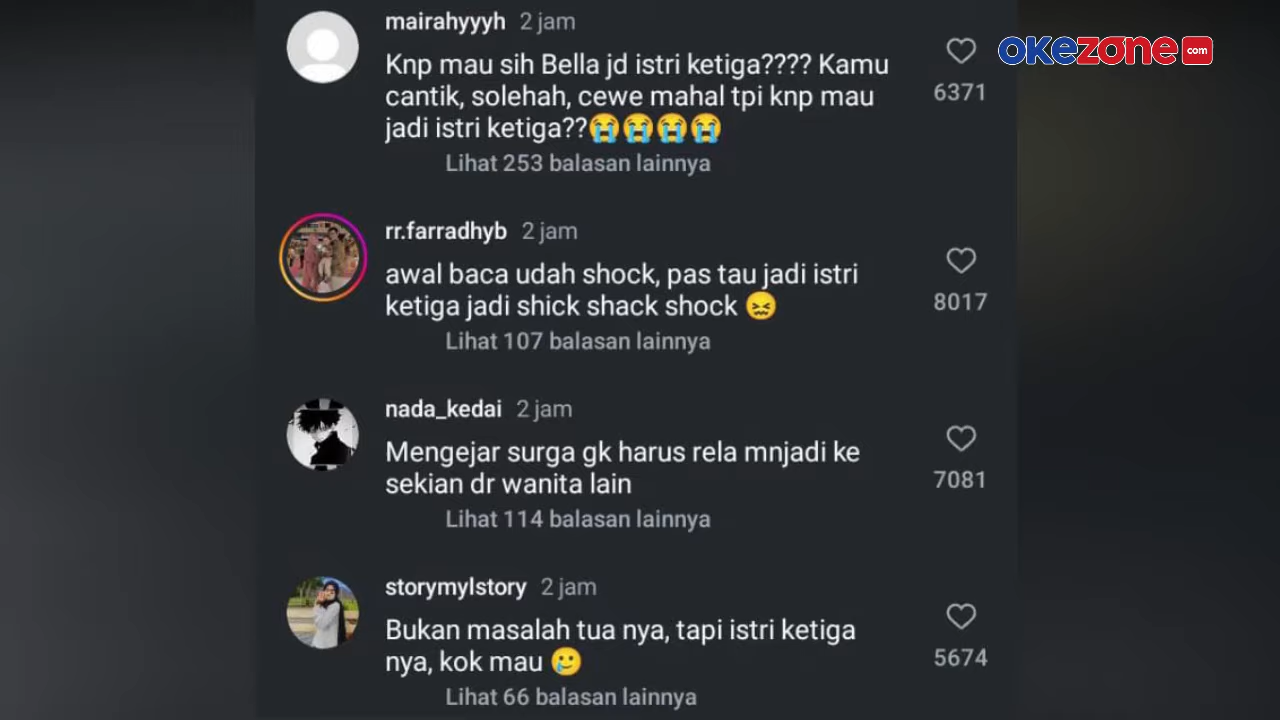 mairahyyyh 2 jam
OKEZONE.com
Knp mau sih Bella jd istri ketiga???? Kamu
cantik, solehah, cewe mahal tpi knp mau
jadi istri ketiga??😭😭😭😭
6371
Lihat 253 balasan lainnya
rr.farradhyb 2 jam
awal baca udah shock, pas tau jadi istri
ketiga jadi shick shack shock 😖
8017
Lihat 107 balasan lainnya
nada_kedai 2 jam
Mengejar surga gk harus rela mnjadi ke
sekian dr wanita lain
7081
Lihat 114 balasan lainnya
storymylstory 2 jam
Bukan masalah tua nya, tapi istri ketiga
nya, kok mau 🥲
5674
Lihat 66 balasan lainnya